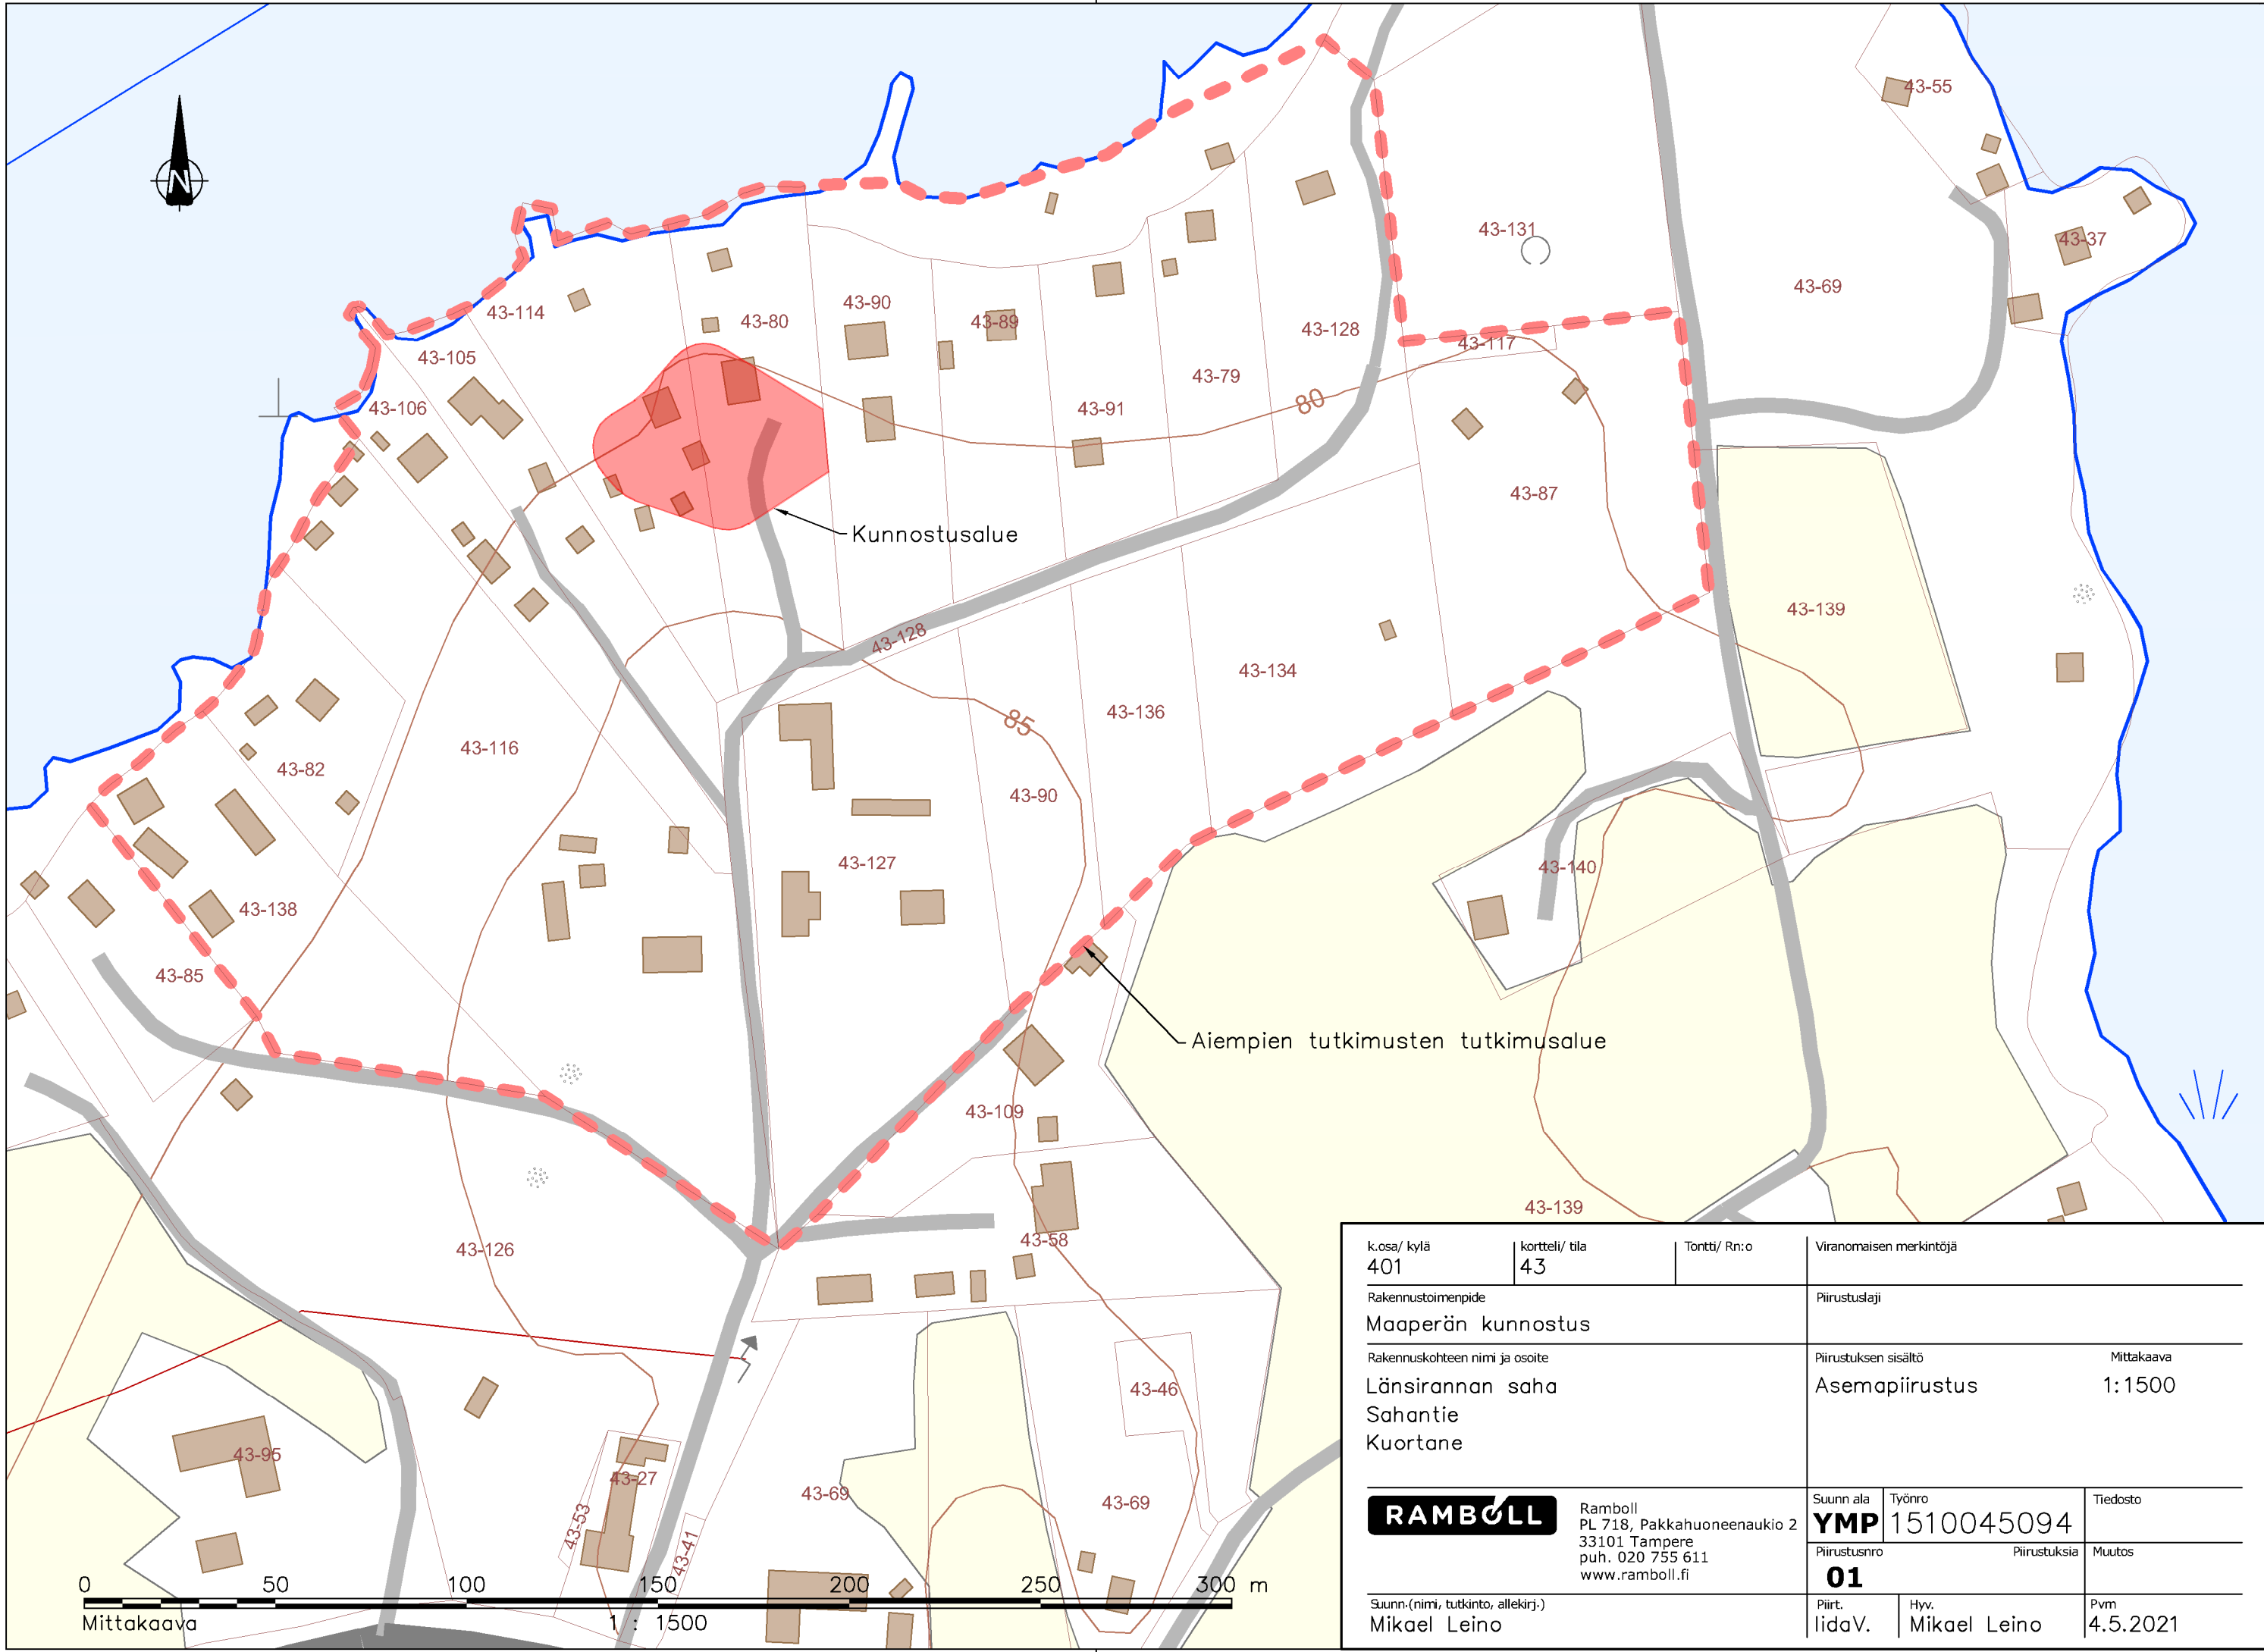 N
43-55
43-131
43-37
43-69
43-114
43-80
43-90
43-89
43-128
43-117
43-105
43-79
43-106
43-91
80
43-87
Kunnostusalue
43-139
43-128
43-134
43-136
85
43-116
43-82
43-90
43-127
43-140
43-138
43-85
Aiempien tutkimusten tutkimusalue
43-109
43-139
43-126
43-58
43-46
43-95
43-27
43-69
43-69
43-53
43-41
0 50 100 150 200 250 300 m
Mittakaava 1 : 1500
k.osa/ kylä kortteli/ tila Tontti/ Rn:o Viranomaisen merkintöjä
401 43
Rakennustoimenpide Piirustuslaji
Maaperän kunnostus
Rakennuskohteen nimi ja osoite Piirustuksen sisältö Mittakaava
Länsirannan saha Asemapiirustus 1:1500
Sahantie
Kuortane
RAMBOLL
Ramboll
PL 718, Pakkahuoneenaukio 2
33101 Tampere
puh. 020 755 611
www.ramboll.fi
Suunn ala Työnro Tiedosto
YMP 1510045094
Piirustusnro Piirustuksia Muutos
01
Suunn.(nimi, tutkinto, allekirj.) Piirt. Hyv. Pvm
Mikael Leino IidaV. Mikael Leino 4.5.2021